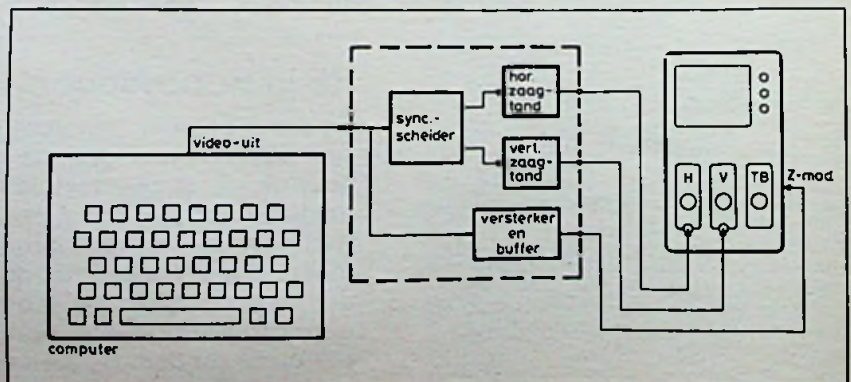 video-uit
computer
sync.-
scheider
hor.
zaag-
tand
vert.
zaag-
tand
versterker
en
buffer
H
V
TB
Z-mod.